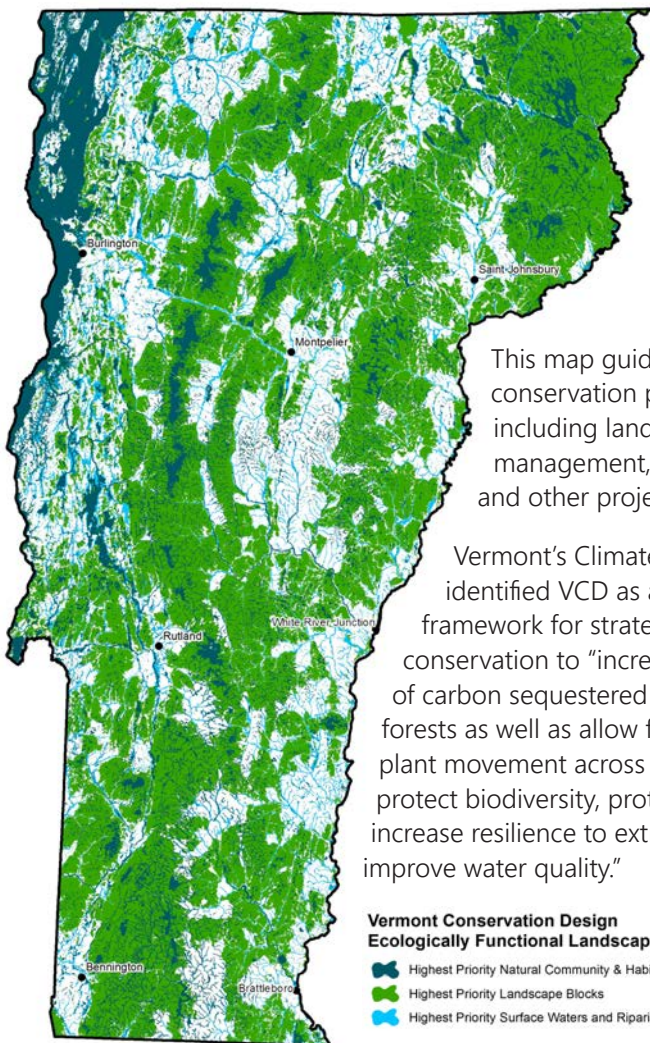 Burlington
Saint Johnsbury
Montpelier
This map guid
conservation p
including land
management,
and other proje
Vermont's Climate
identified VCD as a
framework for strate
conservation to "incre
of carbon sequestered
forests as well as allow f
plant movement across
protect biodiversity, prot
increase resilience to ext
improve water quality."
White River Junction
Rutland
Bennington
Brattleboro
Vermont Conservation Design
Ecologically Functional Landscap
Highest Priority Natural Community & Habi
Highest Priority Landscape Blocks
Highest Priority Surface Waters and Ripari